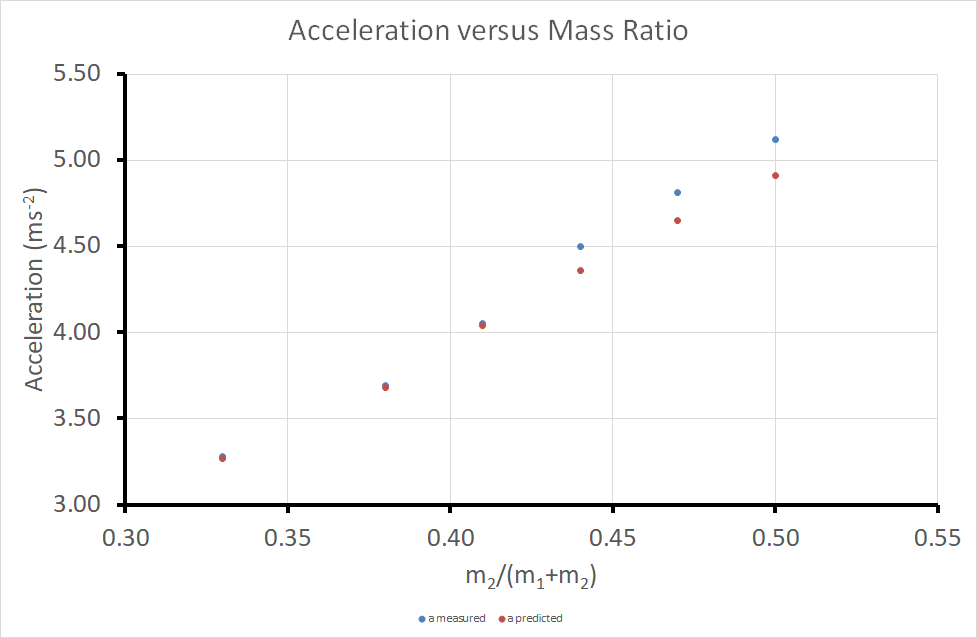 Acceleration versus Mass Ratio
5.50
5.00
4.50
4.00
3.50
3.00
Acceleration (ms⁻²)
0.30 0.35 0.40 0.45 0.50 0.55
m₂/(m₁+m₂)
a measured a predicted